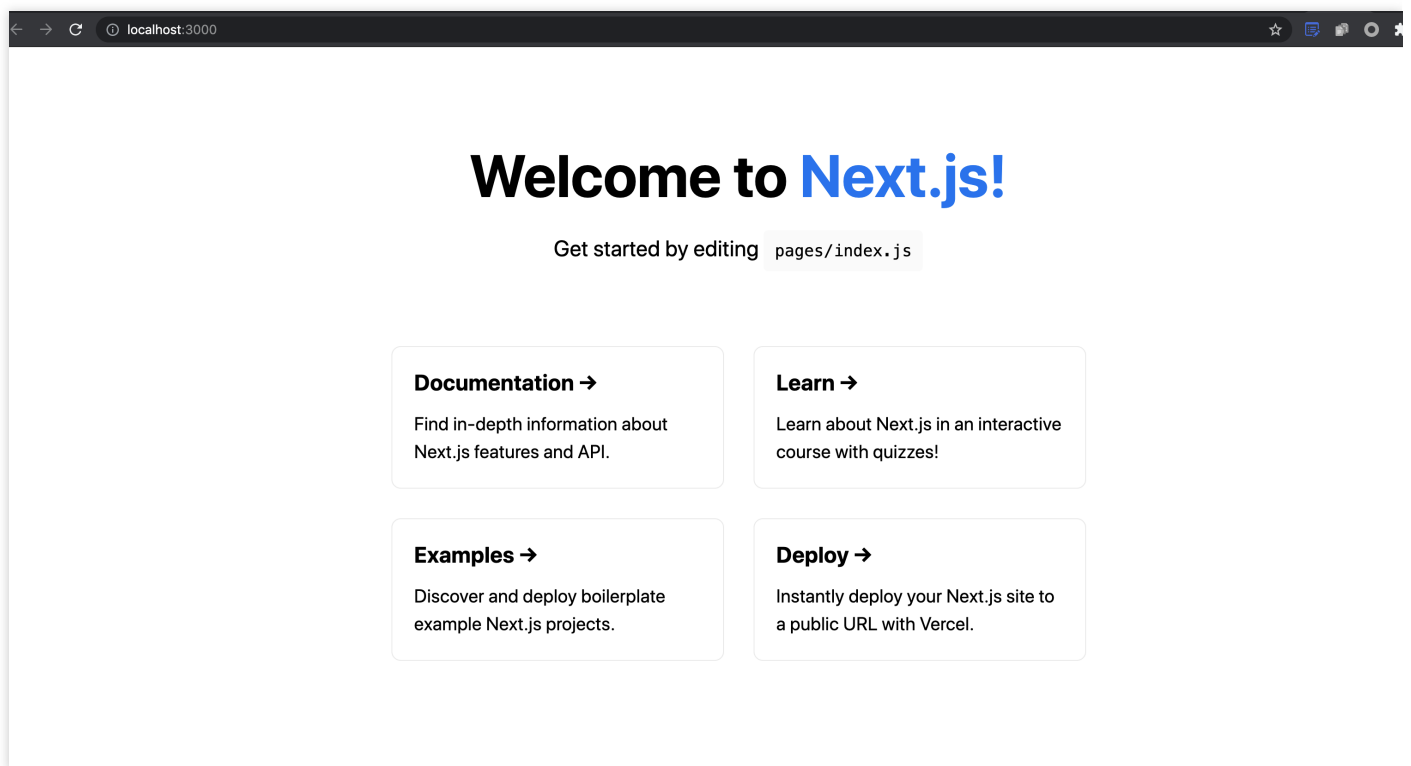 localhost:3000
Welcome to Next.js!
Get started by editing pages/index.js
Documentation →
Find in-depth information about
Next.js features and API.
Learn →
Learn about Next.js in an interactive
course with quizzes!
Examples →
Discover and deploy boilerplate
example Next.js projects.
Deploy →
Instantly deploy your Next.js site to
a public URL with Vercel.